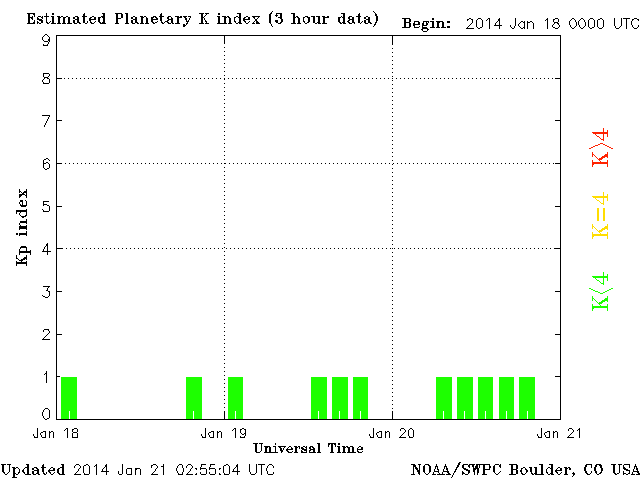 Estimated Planetary K index (3 hour data) Begin: 2014 Jan 18 0000 UTC
9
8
7
6
5
4
3
2
1
0
Kp index
K>4
K=4
K<4
Jan 18 Jan 19 Jan 20 Jan 21
Universal Time
Updated 2014 Jan 21 02:55:04 UTC NOAA/SWPC Boulder, CO USA